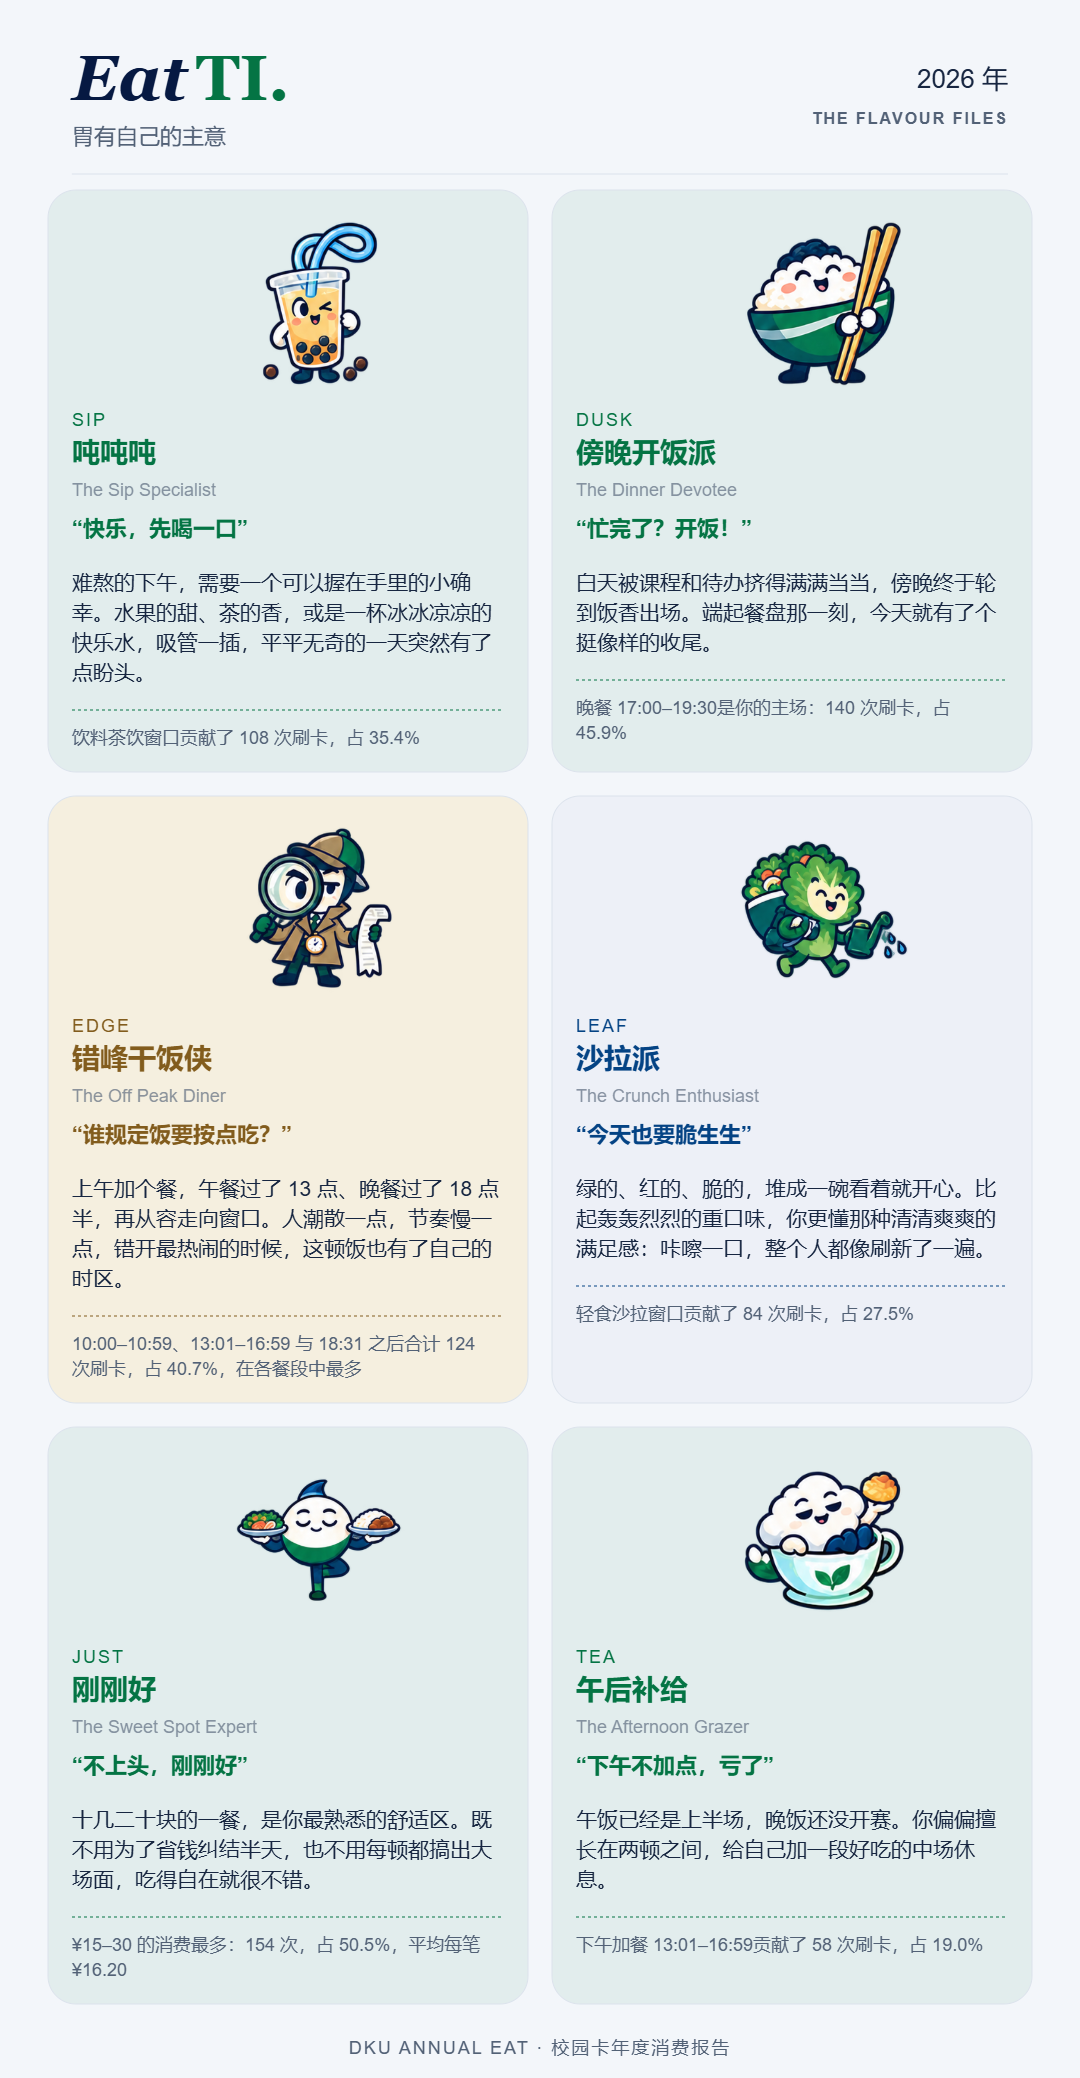 Eat TI.
胃有自己的主意
2026 年
THE FLAVOUR FILES
SIP
吨吨吨
The Sip Specialist
“快乐，先喝一口”
难熬的下午，需要一个可以握在手里的小确
幸。水果的甜、茶的香，或是一杯冰冰凉凉的
快乐水，吸管一插，平平无奇的一天突然有了
点盼头。
饮料茶饮窗口贡献了 108 次刷卡，占 35.4%
DUSK
傍晚开饭派
The Dinner Devotee
“忙完了？开饭！”
白天被课程和待办挤得满满当当，傍晚终于轮
到饭香出场。端起餐盘那一刻，今天就有了个
挺像样的收尾。
晚餐 17:00–19:30是你的主场：140 次刷卡，占
45.9%
EDGE
错峰干饭侠
The Off Peak Diner
“谁规定饭要按点吃？”
上午加个餐，午餐过了 13 点、晚餐过了 18 点
半，再从容走向窗口。人潮散一点，节奏慢一
点，错开最热闹的时候，这顿饭也有了自己的
时区。
10:00–10:59、13:01–16:59 与 18:31 之后合计 124
次刷卡，占 40.7%，在各餐段中最多
LEAF
沙拉派
The Crunch Enthusiast
“今天也要脆生生”
绿的、红的、脆的，堆成一碗看着就开心。比
起轰轰烈烈的重口味，你更懂那种清清爽爽的
满足感：咔嚓一口，整个人都像刷新了一遍。
轻食沙拉窗口贡献了 84 次刷卡，占 27.5%
JUST
刚刚好
The Sweet Spot Expert
“不上头，刚刚好”
十几二十块的一餐，是你最熟悉的舒适区。既
不用为了省钱纠结半天，也不用每顿都搞出大
场面，吃得自在就很不错。
¥15–30 的消费最多：154 次，占 50.5%，平均每笔
¥16.20
TEA
午后补给
The Afternoon Grazer
“下午不加点，亏了”
午饭已经是上半场，晚饭还没开赛。你偏偏擅
长在两顿之间，给自己加一段好吃的中场休
息。
下午加餐 13:01–16:59贡献了 58 次刷卡，占 19.0%
DKU ANNUAL EAT · 校园卡年度消费报告